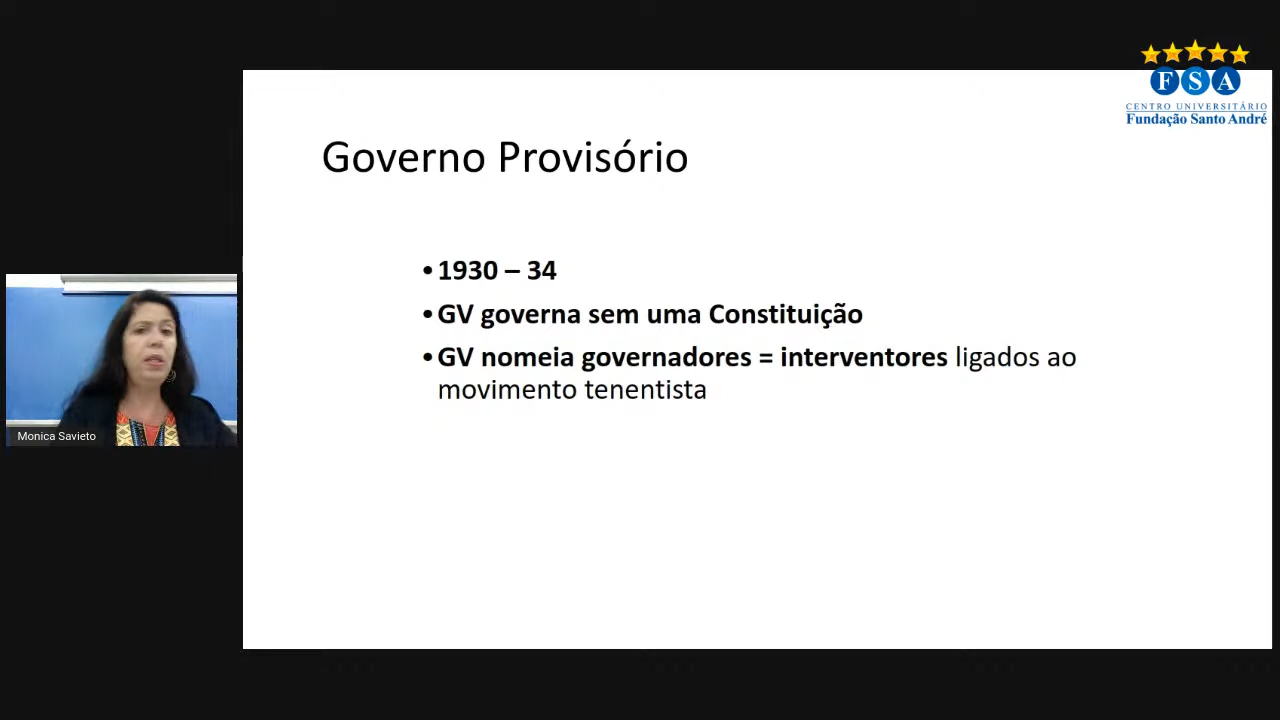 FSA
CENTRO UNIVERSITÁRIO
Fundação Santo André
Governo Provisório
•1930 – 34
•GV governa sem uma Constituição
•GV nomeia governadores = interventores ligados ao
movimento tenentista
Monica Savieto